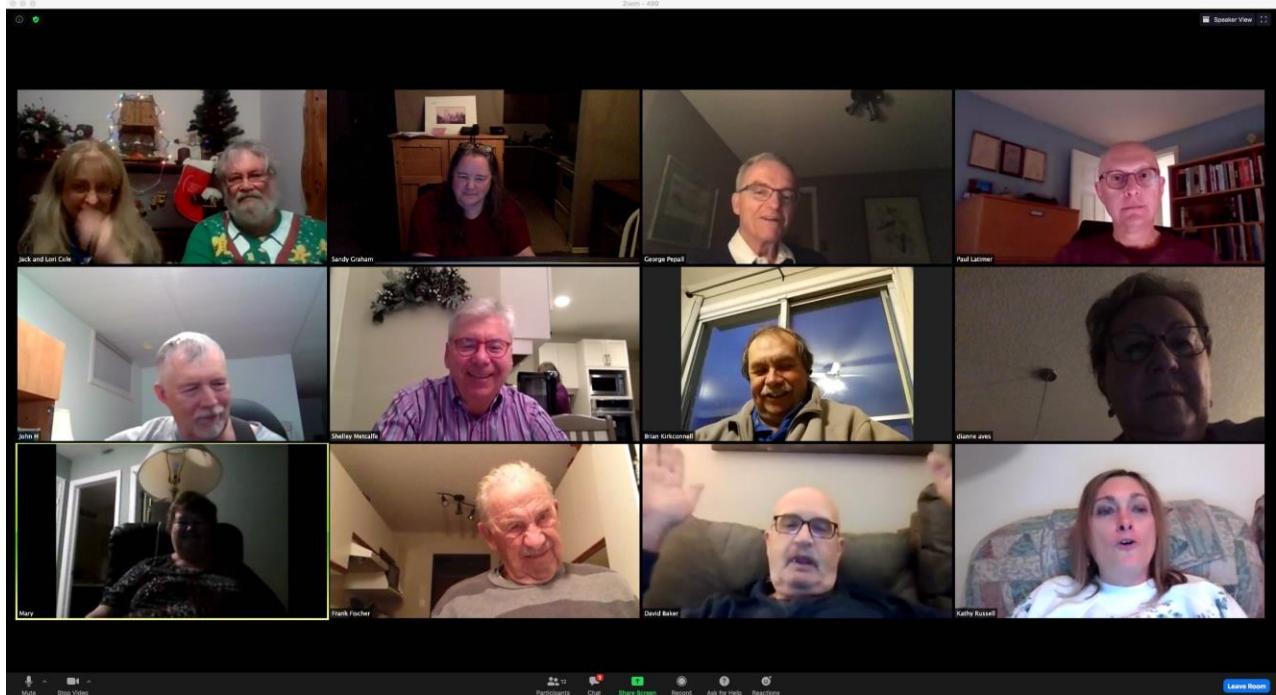 Zoom - 499
Speaker View
Jack and Lori Cole
Sandy Graham
George Pepall
Paul Latimer
John H
Shelley Metcalfe
Brian Kirkconnell
dianne aves
Mary
Frank Fischer
David Baker
Kathy Russell
Mute
Stop Video
Participants
12
Chat
Share Screen
Record
Ask for Help
Reactions
Leave Room